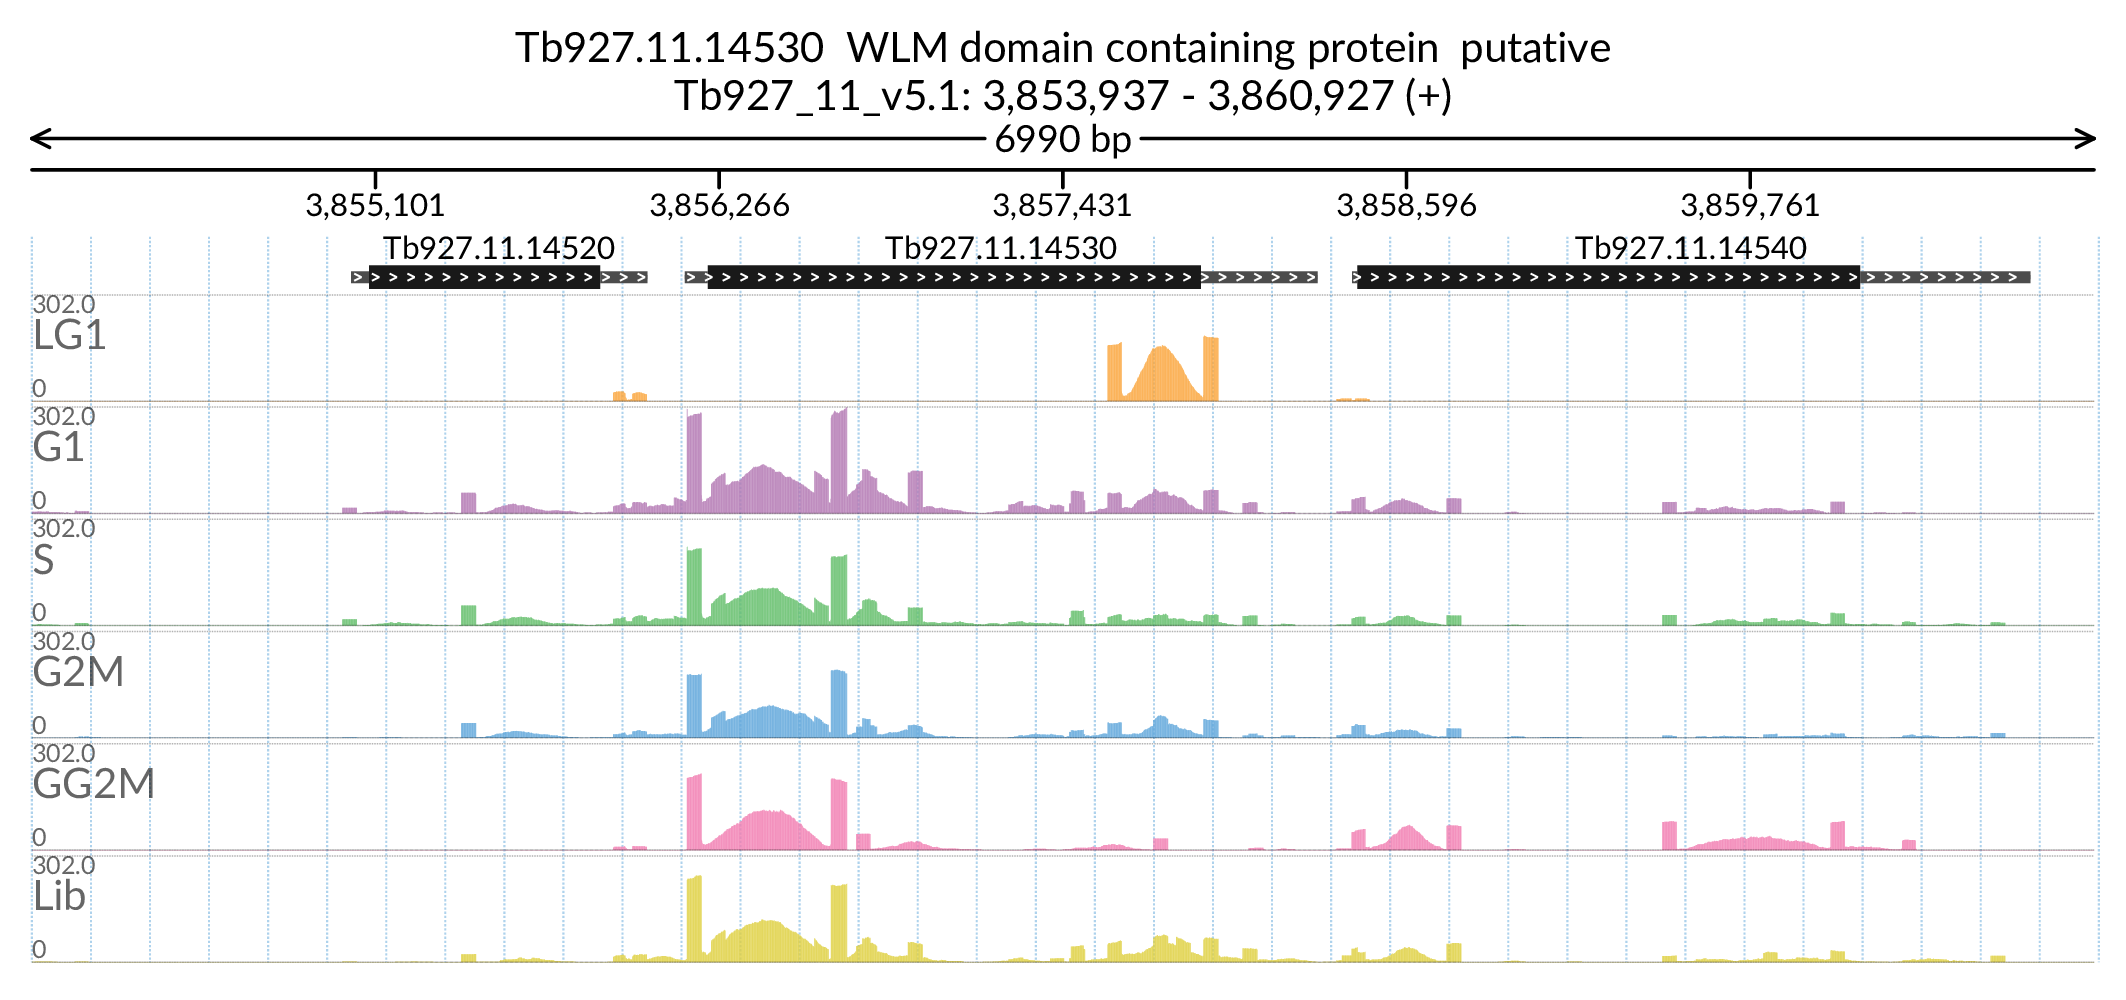 Tb927.11.14530  WLM domain containing protein  putative
Tb927_11_v5.1: 3,853,937 - 3,860,927 (+)
6990 bp
3,855,101 3,856,266 3,857,431 3,858,596 3,859,761
Tb927.11.14520 Tb927.11.14530 Tb927.11.14540
302.0
LG1
0
302.0
G1
0
302.0
S
0
302.0
G2M
0
302.0
GG2M
0
302.0
Lib
0